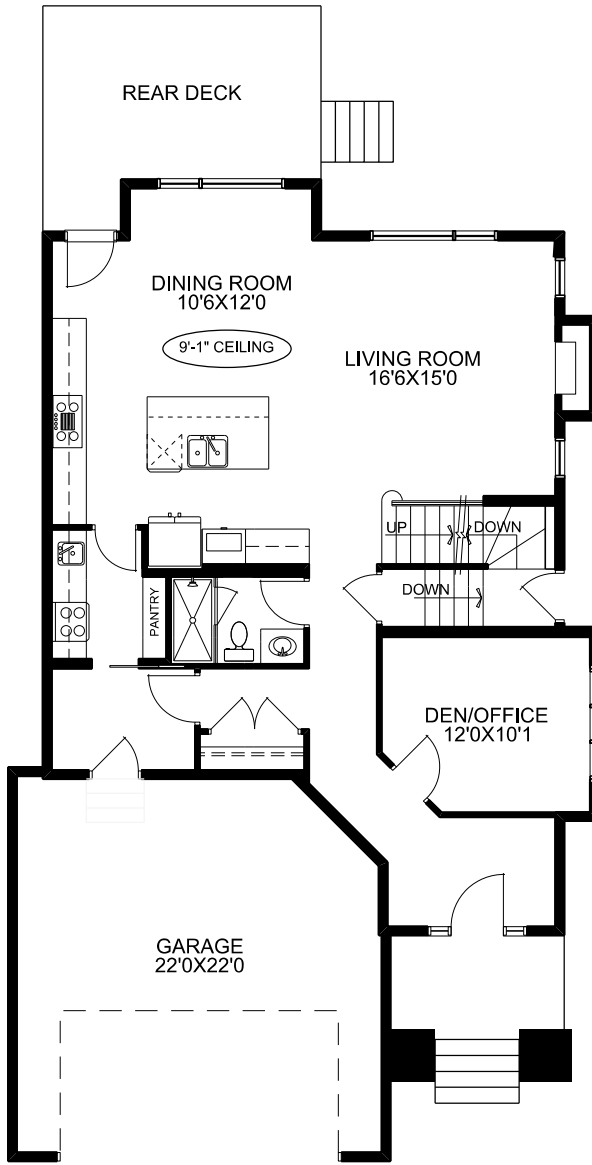 REAR DECK
DINING ROOM
10'6X12'0
9'-1" CEILING
LIVING ROOM
16'6X15'0
UP
DOWN
DOWN
PANTRY
DEN/OFFICE
12'0X10'1
GARAGE
22'0X22'0